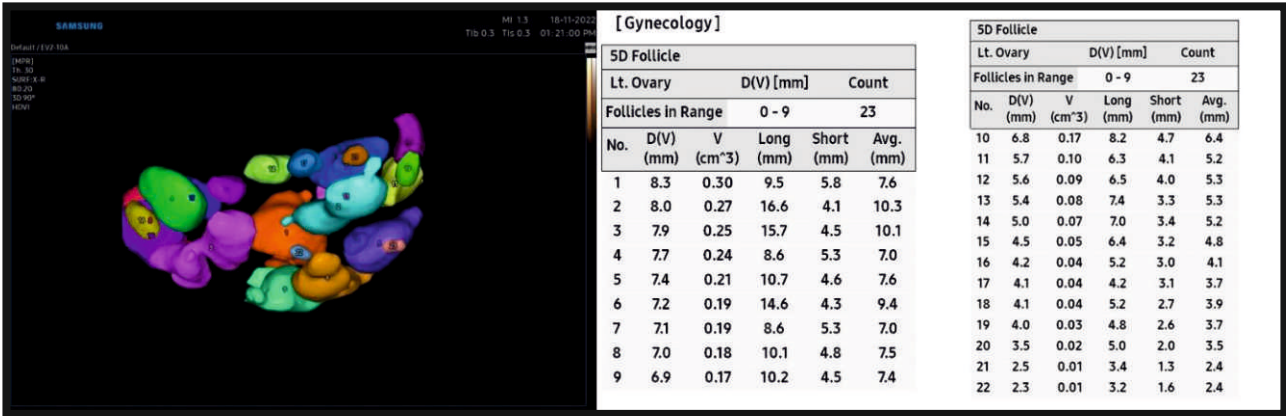 SAMSUNG
MI 1.3 18-11-2022
Tib 0.3 Tis 0.3 01:21:00 PM
Default / EV2-10A
[MPR]
Th. 30
SURF: X-R
80:20
3D 90°
HDVI
[Gynecology]
5D Follicle
Lt. Ovary D(V) [mm] Count
Follicles in Range 0 - 9 23
No. D(V) (mm) V (cm^3) Long (mm) Short (mm) Avg. (mm)
1 8.3 0.30 9.5 5.8 7.6
2 8.0 0.27 16.6 4.1 10.3
3 7.9 0.25 15.7 4.5 10.1
4 7.7 0.24 8.6 5.3 7.0
5 7.4 0.21 10.7 4.6 7.6
6 7.2 0.19 14.6 4.3 9.4
7 7.1 0.19 8.6 5.3 7.0
8 7.0 0.18 10.1 4.8 7.5
9 6.9 0.17 10.2 4.5 7.4
5D Follicle
Lt. Ovary D(V) [mm] Count
Follicles in Range 0 - 9 23
No. D(V) (mm) V (cm^3) Long (mm) Short (mm) Avg. (mm)
10 6.8 0.17 8.2 4.7 6.4
11 5.7 0.10 6.3 4.1 5.2
12 5.6 0.09 6.5 4.0 5.3
13 5.4 0.08 7.4 3.3 5.3
14 5.0 0.07 7.0 3.4 5.2
15 4.5 0.05 6.4 3.2 4.8
16 4.2 0.04 5.2 3.0 4.1
17 4.1 0.04 4.2 3.1 3.7
18 4.1 0.04 5.2 2.7 3.9
19 4.0 0.03 4.8 2.6 3.7
20 3.5 0.02 5.0 2.0 3.5
21 2.5 0.01 3.4 1.3 2.4
22 2.3 0.01 3.2 1.6 2.4